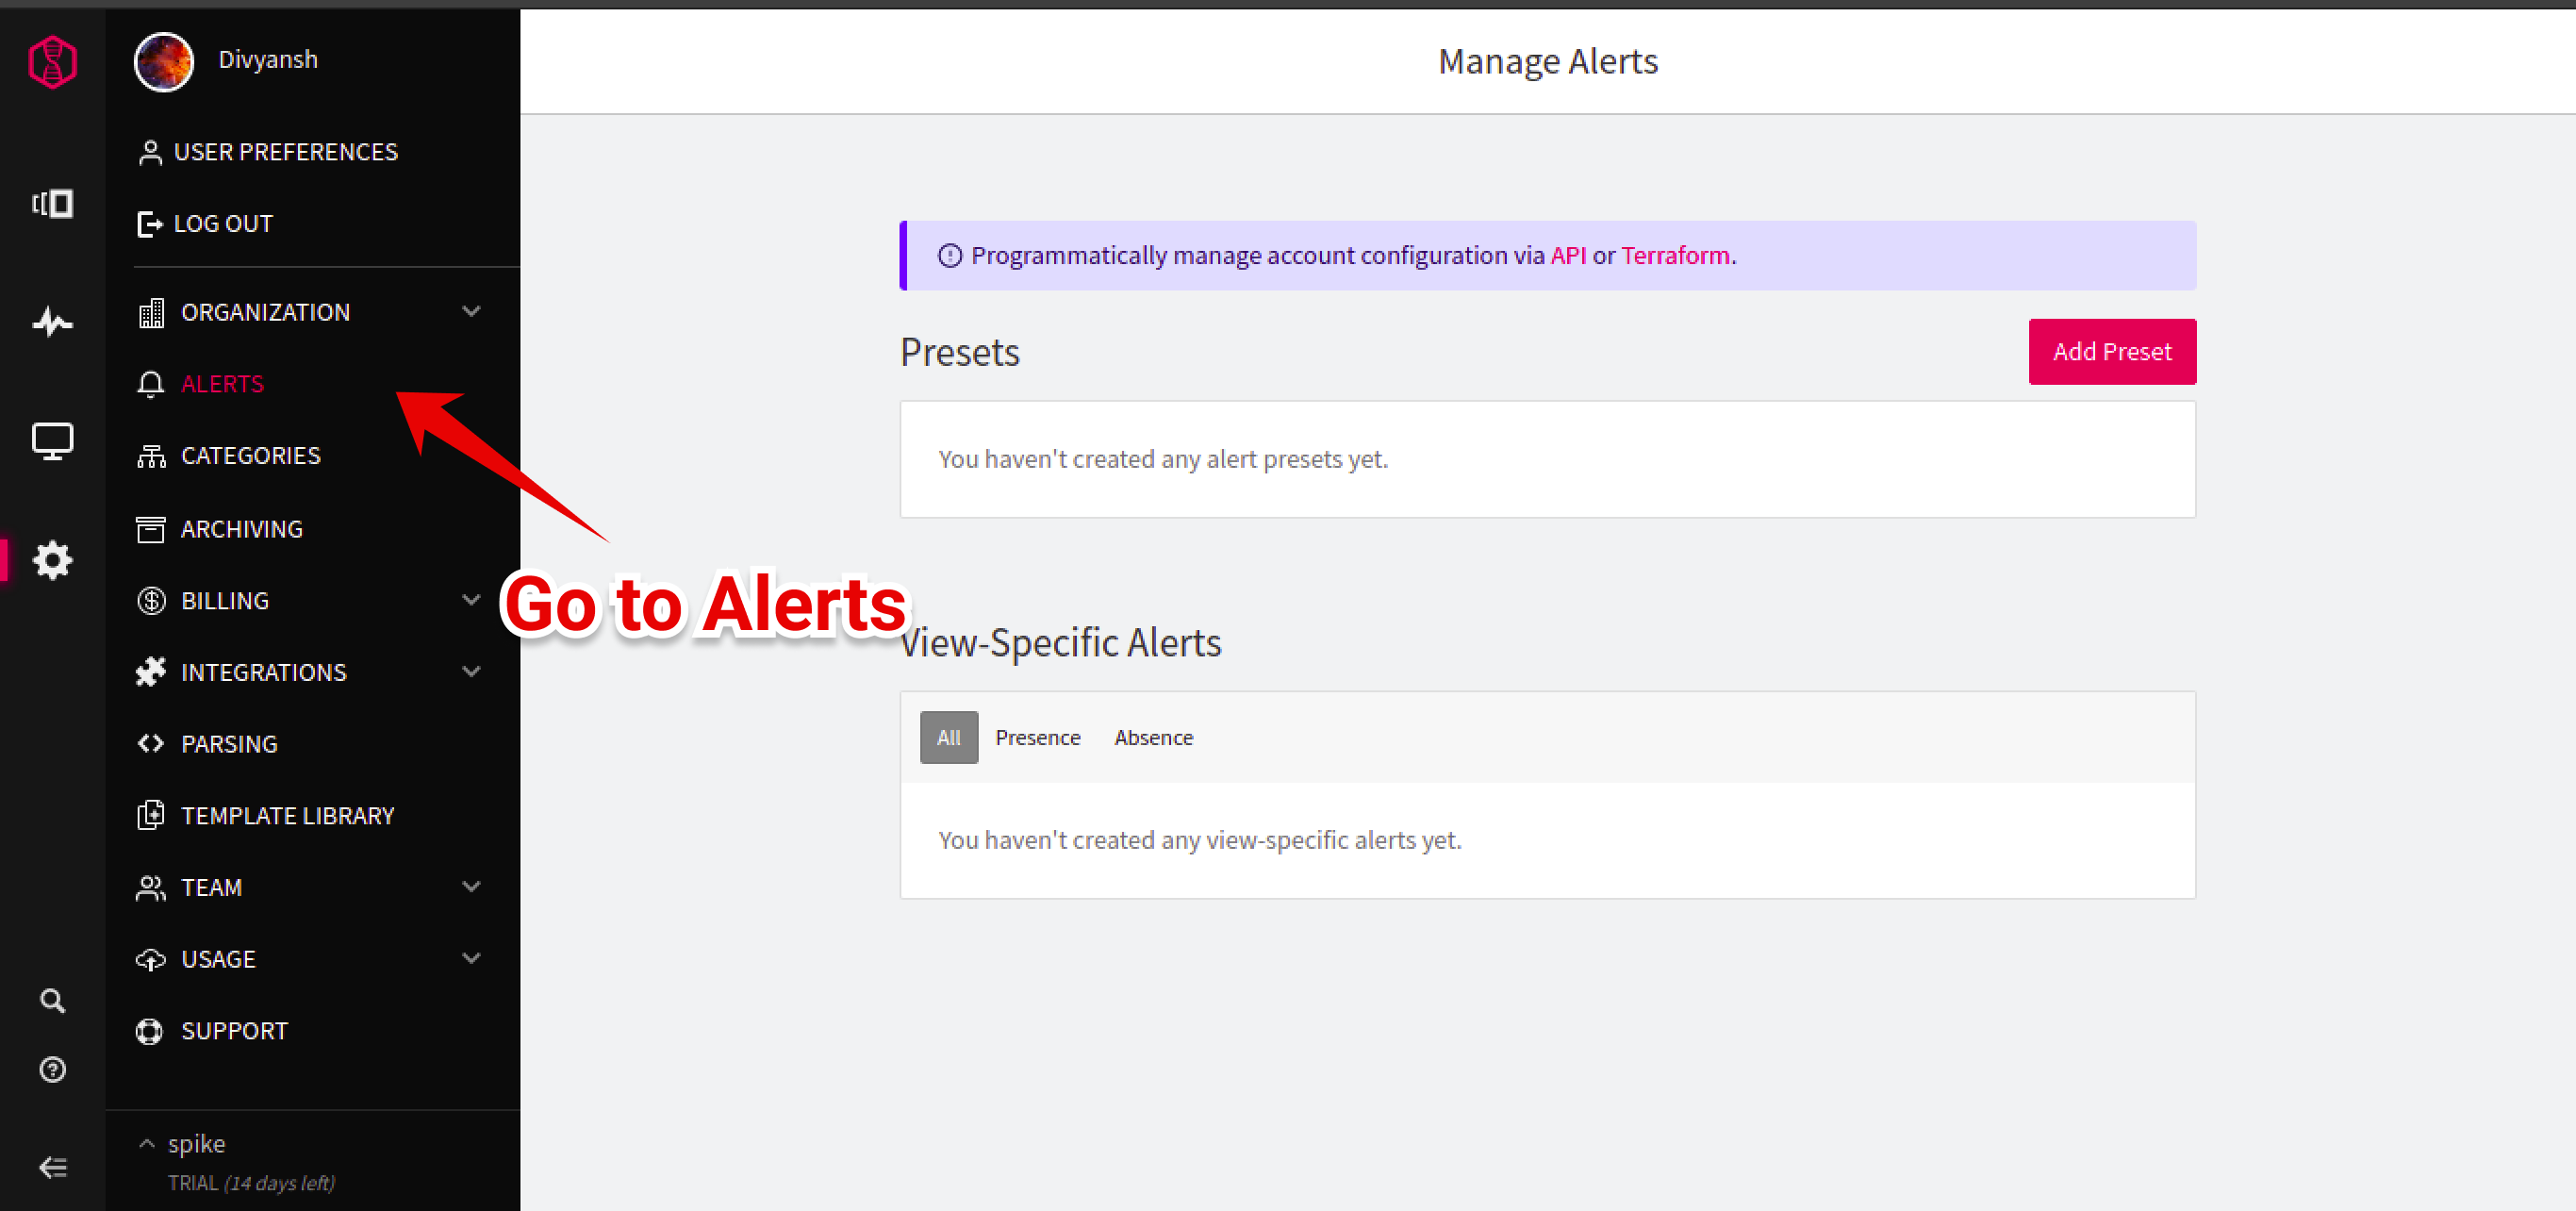 Divyansh
USER PREFERENCES
LOG OUT
ORGANIZATION
ALERTS
CATEGORIES
ARCHIVING
BILLING
INTEGRATIONS
PARSING
TEMPLATE LIBRARY
TEAM
USAGE
SUPPORT
spike
TRIAL (14 days left)
Go to Alerts
Manage Alerts
Programmatically manage account configuration via API or Terraform.
Presets
Add Preset
You haven't created any alert presets yet.
View-Specific Alerts
All Presence Absence
You haven't created any view-specific alerts yet.